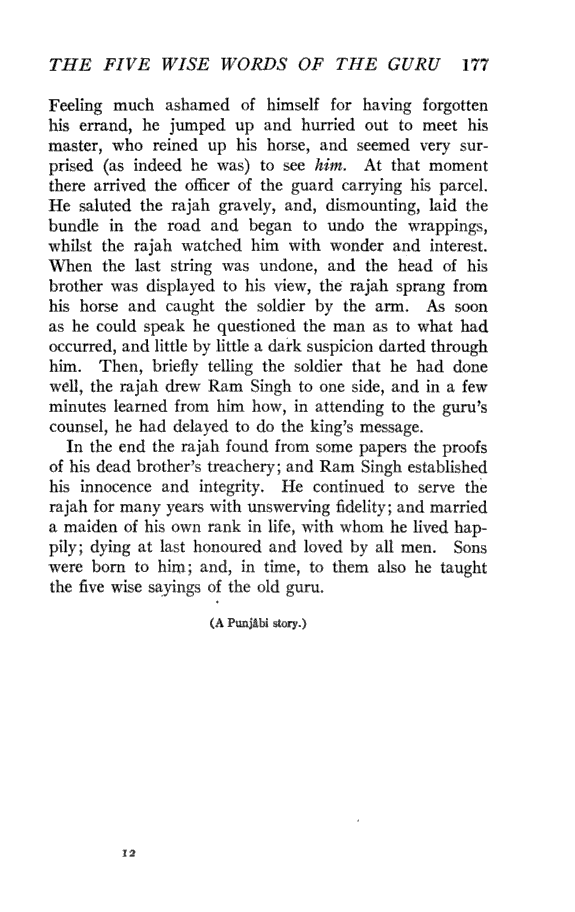 THE FIVE WISE WORDS OF THE GURU 177
Feeling much ashamed of himself for having forgotten
his errand, he jumped up and hurried out to meet his
master, who reined up his horse, and seemed very sur-
prised (as indeed he was) to see him. At that moment
there arrived the officer of the guard carrying his parcel.
He saluted the rajah gravely, and, dismounting, laid the
bundle in the road and began to undo the wrappings,
whilst the rajah watched him with wonder and interest.
When the last string was undone, and the head of his
brother was displayed to his view, the rajah sprang from
his horse and caught the soldier by the arm. As soon
as he could speak he questioned the man as to what had
occurred, and little by little a dark suspicion darted through
him. Then, briefly telling the soldier that he had done
well, the rajah drew Ram Singh to one side, and in a few
minutes learned from him how, in attending to the guru's
counsel, he had delayed to do the king's message.
In the end the rajah found from some papers the proofs
of his dead brother's treachery; and Ram Singh established
his innocence and integrity. He continued to serve the
rajah for many years with unswerving fidelity; and married
a maiden of his own rank in life, with whom he lived hap-
pily; dying at last honoured and loved by all men. Sons
were born to him; and, in time, to them also he taught
the five wise sayings of the old guru.
(A Punjâbi story.)
12